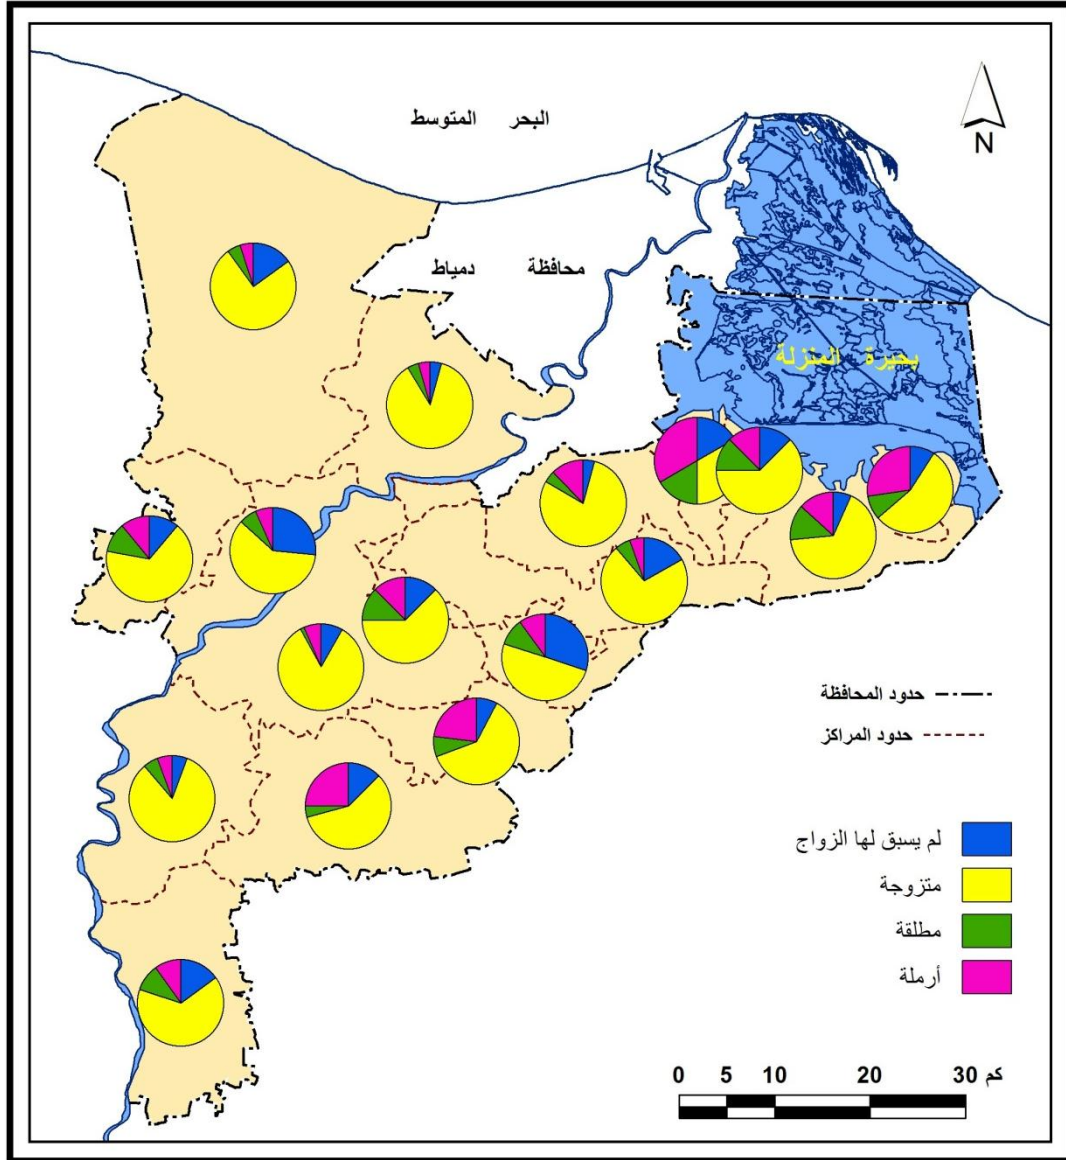 البحر المتوسط
N
محافظة دمياط
بحيرة المنزلة
حدود المحافظة
حدود المراكز
لم يسبق لها الزواج
متزوجة
مطلقة
أرملة
0 5 10 20 30 كم